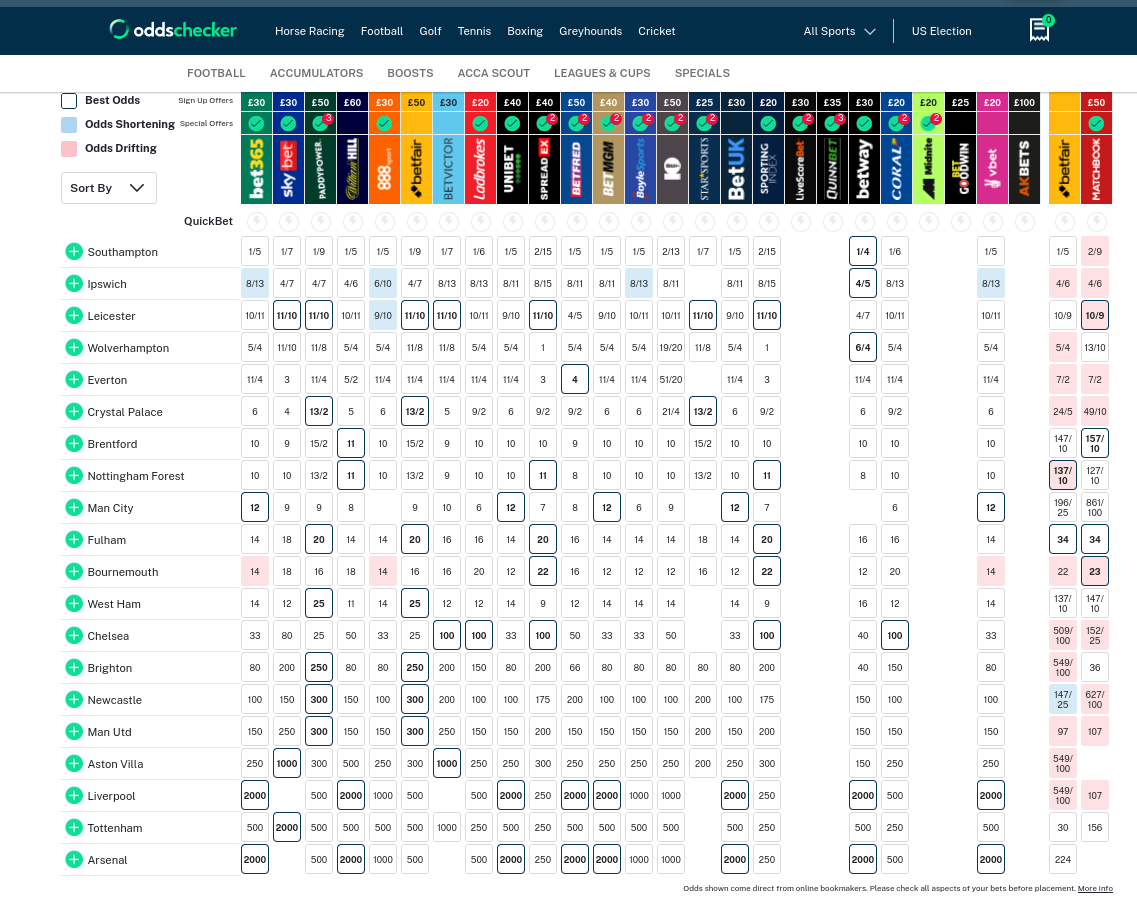 0
oddschecker
Horse Racing Football Golf Tennis Boxing Greyhounds Cricket All Sports US Election
FOOTBALL ACCUMULATORS BOOSTS ACCA SCOUT LEAGUES & CUPS SPECIALS
Best Odds Sign Up Offers £30 £30 £50 £60 £30 £50 £30 £20 £40 £40 £50 £40 £30 £50 £25 £30 £20 £30 £35 £30 £20 £20 £25 £20 £100 £50
Odds Shortening Special Offers 3 2 2 2 2 2 2 2 3 2 2
Odds Drifting
bet365 sky bet PADDYPOWER. William HILL 888sport betfair BETVICTOR Ladbrokes UNIBET SPREADEX BETFRED BETMGM BoyleSports 10 STAR SPORTS BetUK SPORTING INDEX LiveScoreBet QUINNBET betway CORAL Midnite BET GOODWIN vbet AKBETS betfair MATCHBOOK
Sort By
QuickBet
Southampton 1/5 1/7 1/9 1/5 1/5 1/9 1/7 1/6 1/5 2/15 1/5 1/5 1/5 2/13 1/7 1/5 2/15 1/4 1/6 1/5 1/5 2/9
Ipswich 8/13 4/7 4/7 4/6 6/10 4/7 8/13 8/13 8/11 8/15 8/11 8/11 8/13 8/11 8/11 8/15 4/5 8/13 8/13 4/6 4/6
Leicester 10/11 11/10 11/10 10/11 9/10 11/10 11/10 10/11 9/10 11/10 4/5 9/10 10/11 10/11 11/10 9/10 11/10 4/7 10/11 10/11 10/9 10/9
Wolverhampton 5/4 11/10 11/8 5/4 5/4 11/8 11/8 5/4 5/4 1 5/4 5/4 5/4 19/20 11/8 5/4 1 6/4 5/4 5/4 5/4 13/10
Everton 11/4 3 11/4 5/2 11/4 11/4 11/4 11/4 11/4 3 4 11/4 11/4 51/20 11/4 3 11/4 11/4 11/4 7/2 7/2
Crystal Palace 6 4 13/2 5 6 13/2 5 9/2 6 9/2 9/2 6 6 21/4 13/2 6 9/2 6 9/2 6 24/5 49/10
Brentford 10 9 15/2 11 10 15/2 9 10 10 10 9 10 10 10 15/2 10 10 10 10 10 147/10 157/10
Nottingham Forest 10 10 13/2 11 10 13/2 9 10 10 11 8 10 10 10 13/2 10 11 8 10 10 137/10 127/10
Man City 12 9 9 8 9 10 6 12 7 8 12 6 9 12 7 6 12 196/25 861/100
Fulham 14 18 20 14 14 20 16 16 14 20 16 14 14 14 18 14 20 16 16 14 34 34
Bournemouth 14 18 16 18 14 16 16 20 12 22 16 12 12 12 16 12 22 12 20 14 22 23
West Ham 14 12 25 11 14 25 12 12 14 9 12 14 14 14 14 9 16 12 14 137/10 147/10
Chelsea 33 80 25 50 33 25 100 100 33 100 50 33 33 50 33 100 40 100 33 509/100 152/25
Brighton 80 200 250 80 80 250 200 150 80 200 66 80 80 80 80 80 200 40 150 80 549/100 36
Newcastle 100 150 300 150 100 300 200 100 100 175 200 100 100 100 200 100 175 150 100 100 147/25 627/100
Man Utd 150 250 300 150 150 300 250 150 150 200 150 150 150 150 200 150 200 150 150 150 97 107
Aston Villa 250 1000 300 500 250 300 1000 250 250 300 250 250 250 250 200 250 300 150 250 250 549/100
Liverpool 2000 500 2000 1000 500 500 2000 250 2000 2000 1000 1000 2000 250 2000 500 2000 549/100 107
Tottenham 500 2000 500 500 500 500 1000 250 500 250 500 500 500 500 500 250 500 250 500 30 156
Arsenal 2000 500 2000 1000 500 500 2000 250 2000 2000 1000 1000 2000 250 2000 500 2000 224
Odds shown come direct from online bookmakers. Please check all aspects of your bets before placement. More info